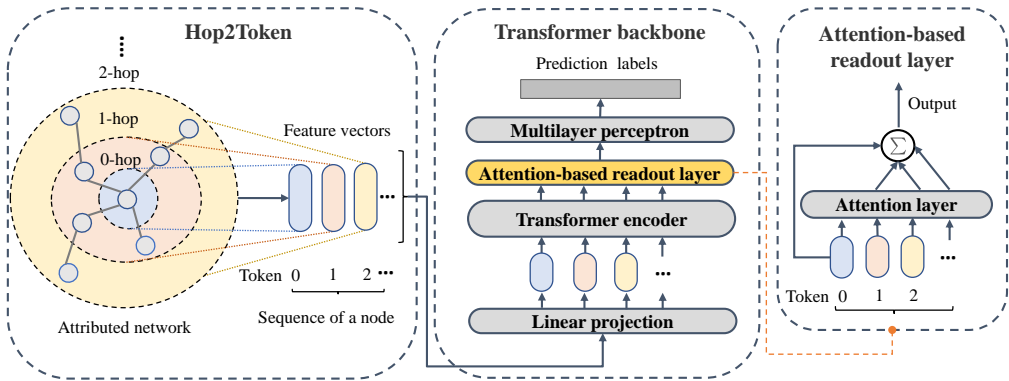 Hop2Token
2-hop
1-hop
0-hop
Feature vectors
Token 0 1 2
Attributed network
Sequence of a node
Transformer backbone
Prediction labels
Multilayer perceptron
Attention-based readout layer
Transformer encoder
Linear projection
Attention-based
readout layer
Output
Σ
Attention layer
Token 0 1 2